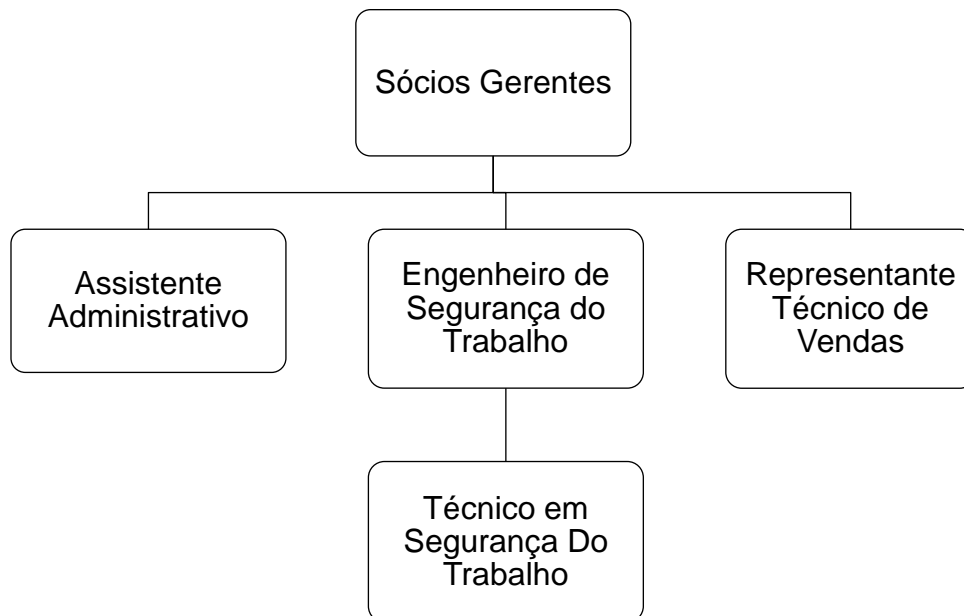 Sócios Gerentes
Assistente
Administrativo
Engenheiro de
Segurança do
Trabalho
Representante
Técnico de
Vendas
Técnico em
Segurança Do
Trabalho